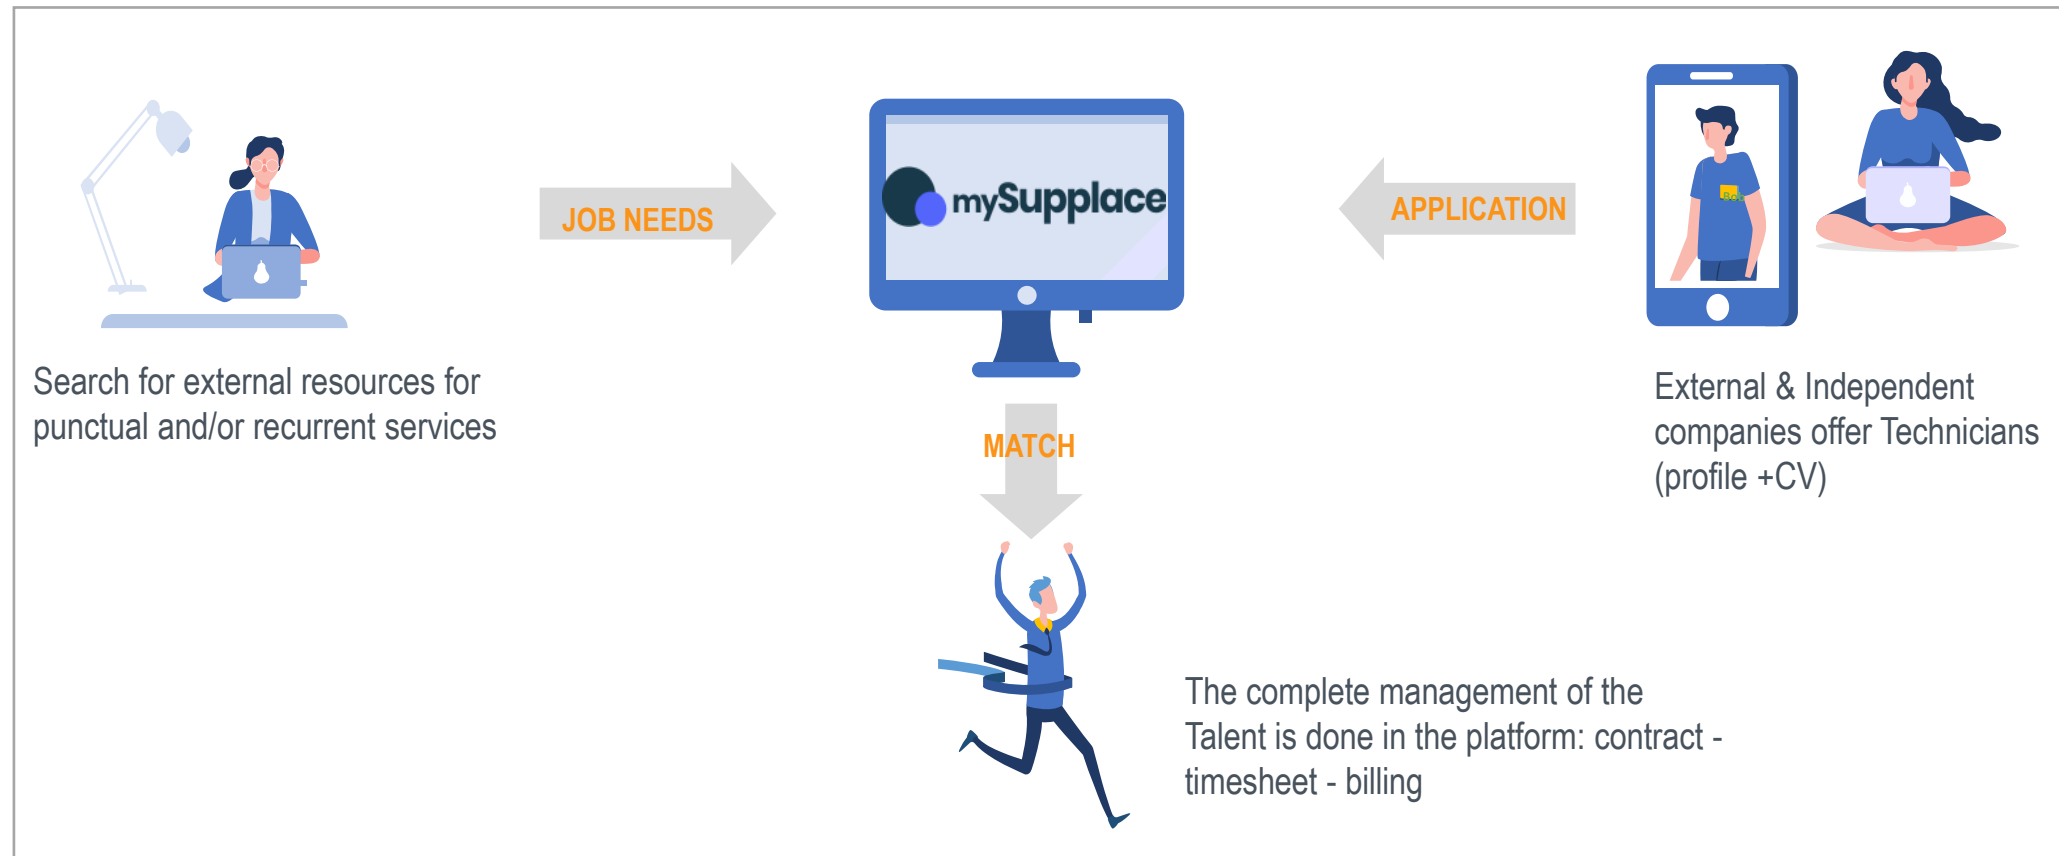 JOB NEEDS
mySupplace
APPLICATION
Bob
Search for external resources for
punctual and/or recurrent services
External & Independent
companies offer Technicians
(profile +CV)
MATCH
The complete management of the
Talent is done in the platform: contract -
timesheet - billing